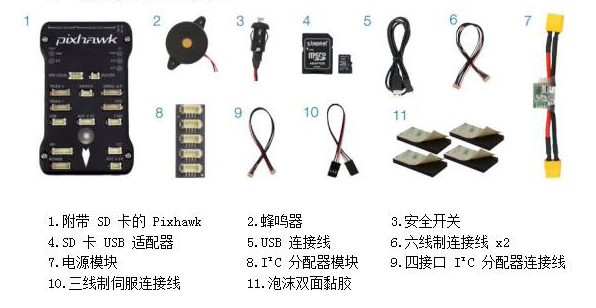 1 2 3 4 5 6 7
pixhawk
8 9 10 11
1.附带 SD 卡的 Pixhawk 2.蜂鸣器 3.安全开关
4.SD 卡 USB 适配器 5.USB 连接线 6.六线制连接线 x2
7.电源模块 8.I²C 分配器模块 9.四接口 I²C 分配器连接线
10.三线制伺服连接线 11.泡沫双面黏胶